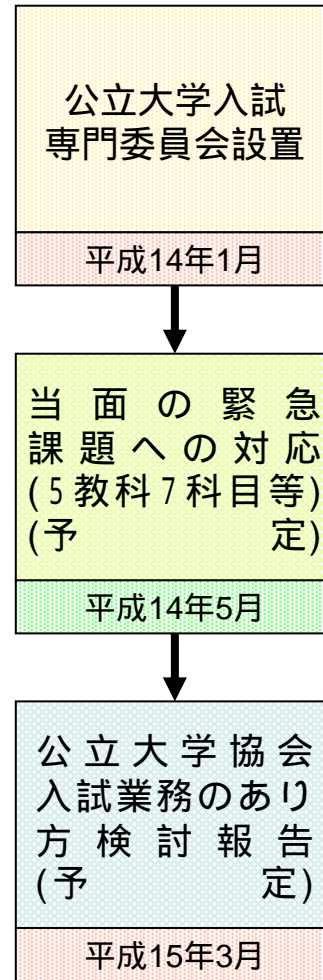 公立大学入試
専門委員会設置
平成14年1月
当面の緊急
課題への対応
(5教科7科目等)
(予定)
平成14年5月
公立大学協会
入試業務のあり
方検討報告
(予定)
平成15年3月